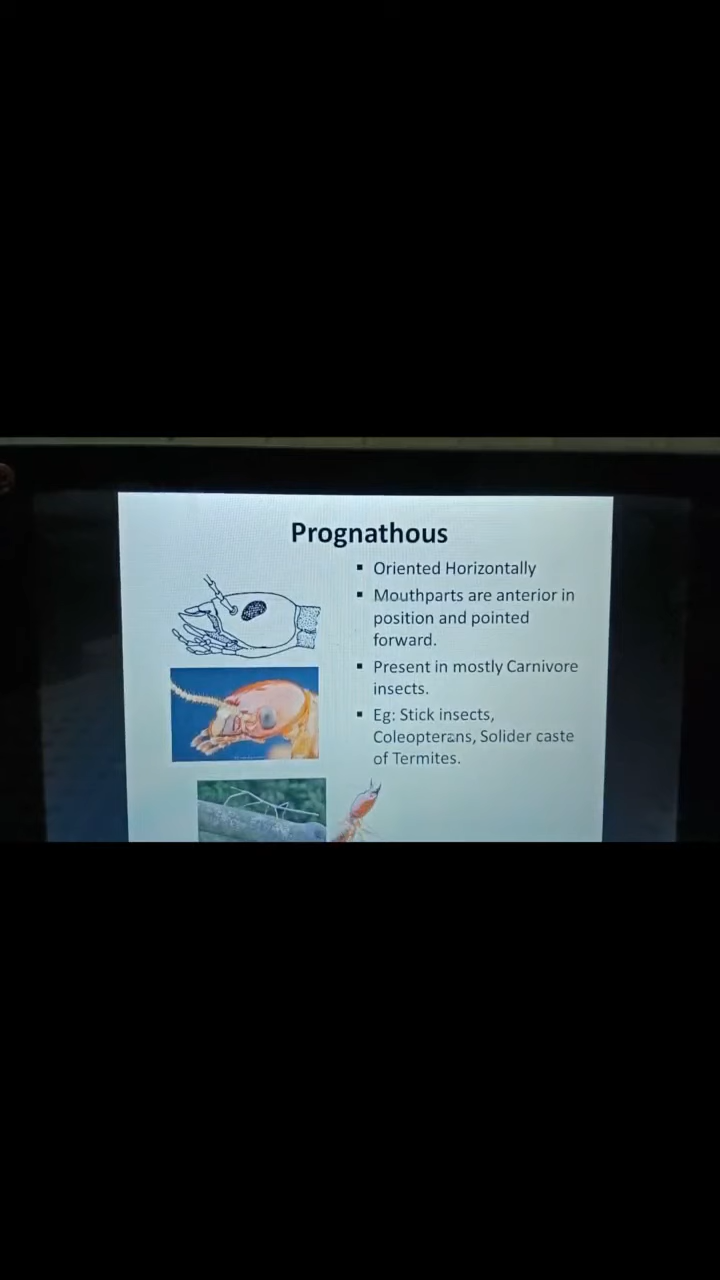 Prognathous
▪ Oriented Horizontally
▪ Mouthparts are anterior in
position and pointed
forward.
▪ Present in mostly Carnivore
insects.
▪ Eg: Stick insects,
Coleopterans, Solider caste
of Termites.